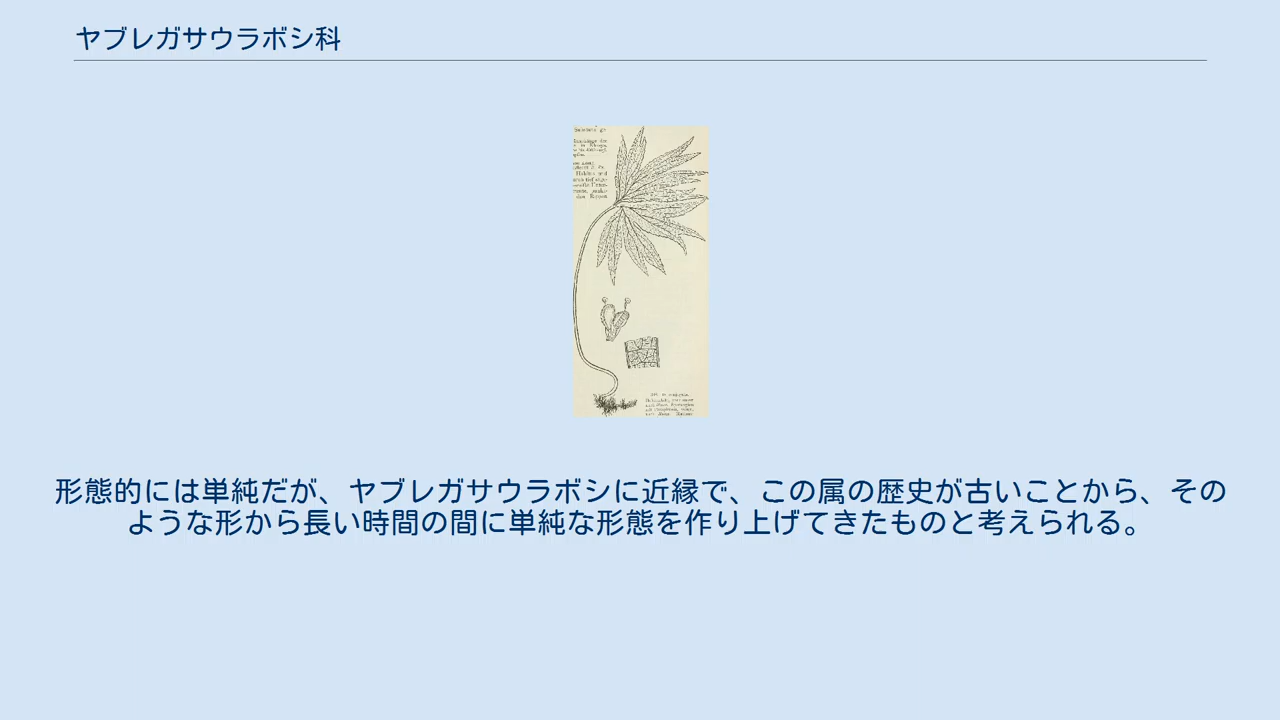 ヤブレガサウラボシ科
形態的には単純だが、ヤブレガサウラボシに近縁で、この属の歴史が古いことから、その
ような形から長い時間の間に単純な形態を作り上げてきたものと考えられる。